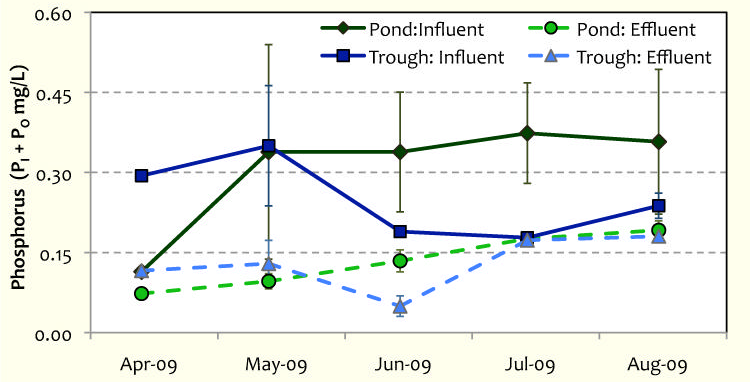 0.60
Pond:Influent
Pond: Effluent
Trough: Influent
Trough: Effluent
0.45
0.30
0.15
0.00
Phosphorus (PI + PO mg/L)
Apr-09
May-09
Jun-09
Jul-09
Aug-09